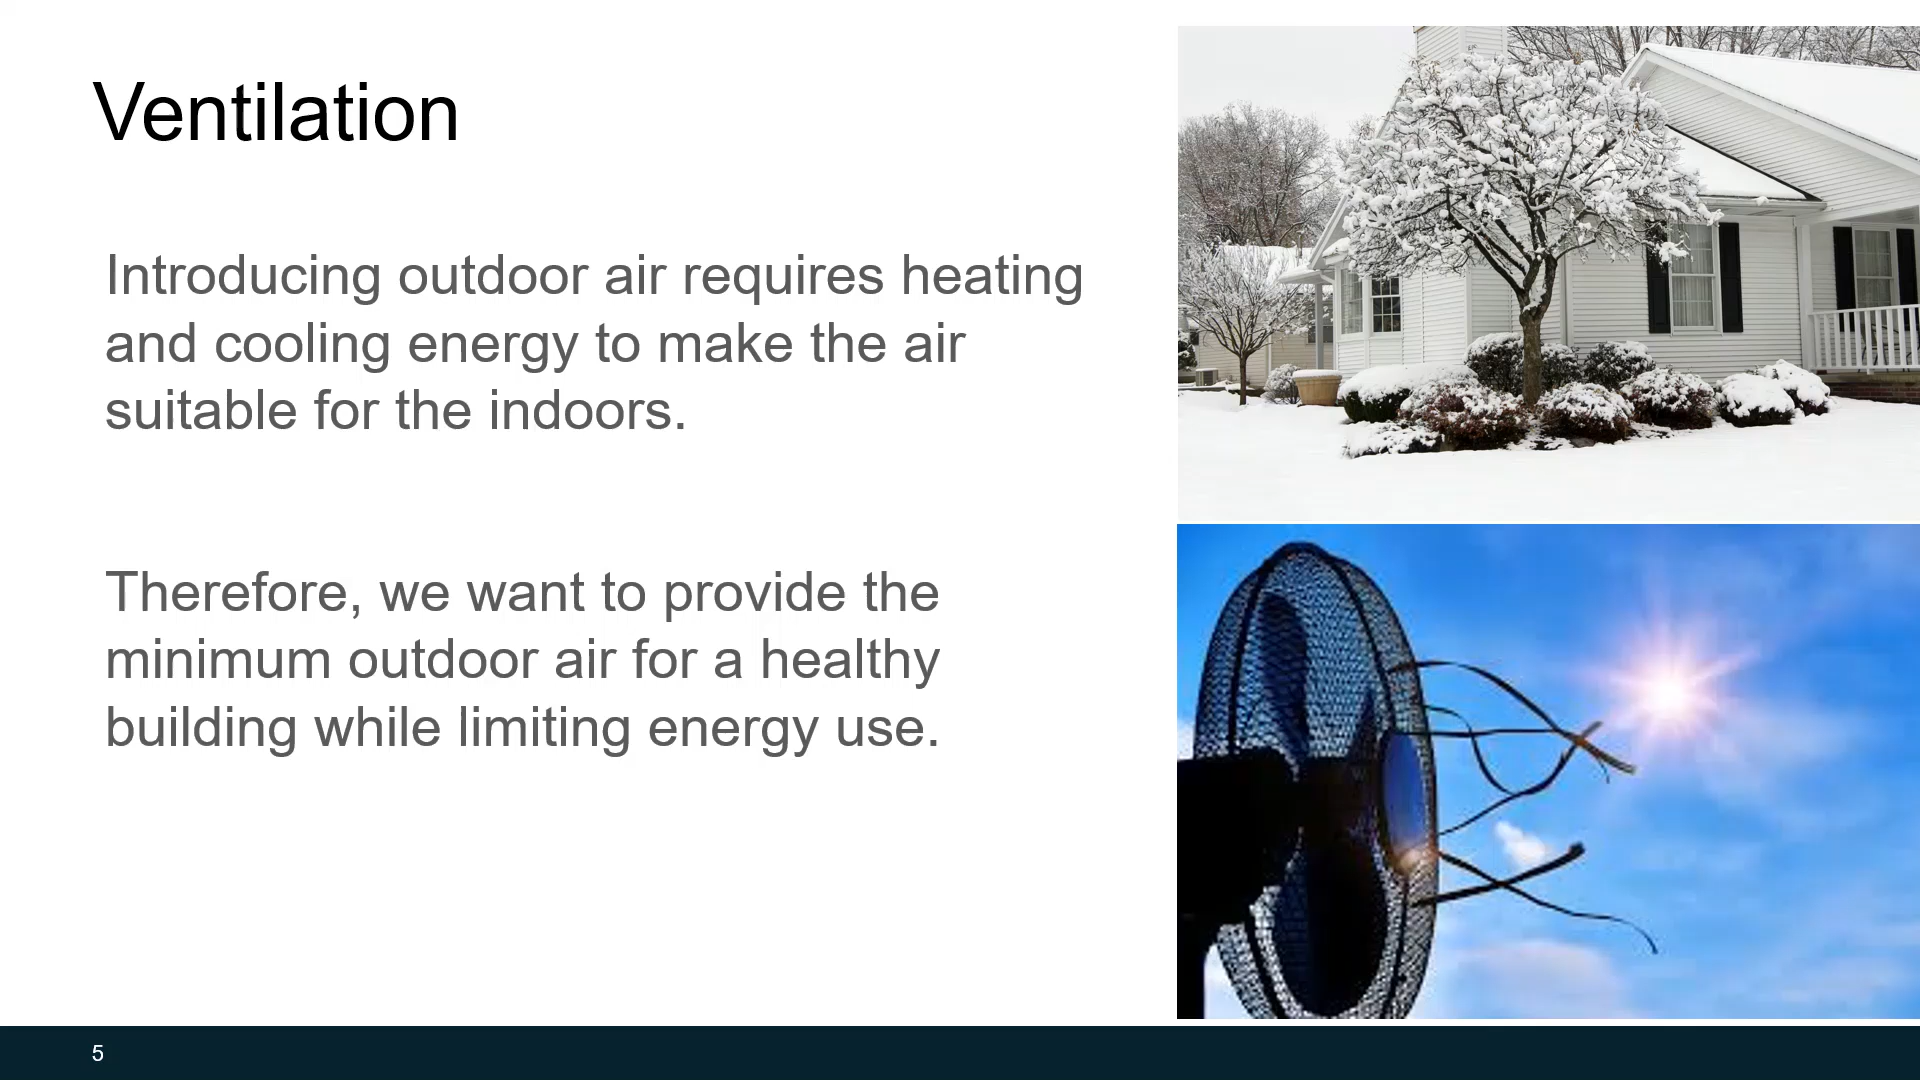 Ventilation
Introducing outdoor air requires heating
and cooling energy to make the air
suitable for the indoors.
Therefore, we want to provide the
minimum outdoor air for a healthy
building while limiting energy use.
5